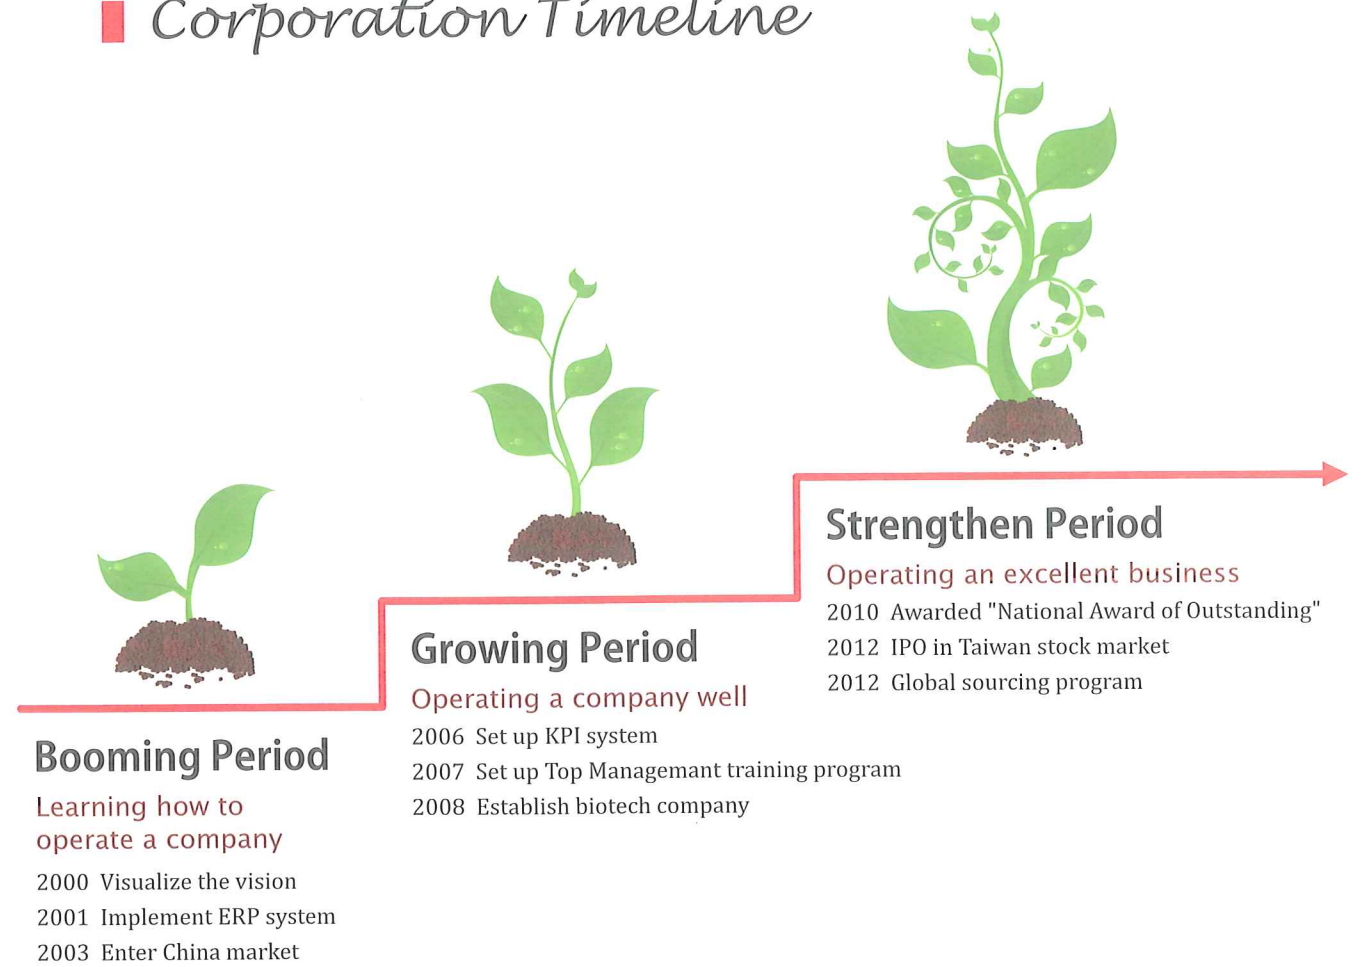 Corporation Timeline
Booming Period
Learning how to
operate a company
2000 Visualize the vision
2001 Implement ERP system
2003 Enter China market
Growing Period
Operating a company well
2006 Set up KPI system
2007 Set up Top Managemant training program
2008 Establish biotech company
Strengthen Period
Operating an excellent business
2010 Awarded "National Award of Outstanding"
2012 IPO in Taiwan stock market
2012 Global sourcing program